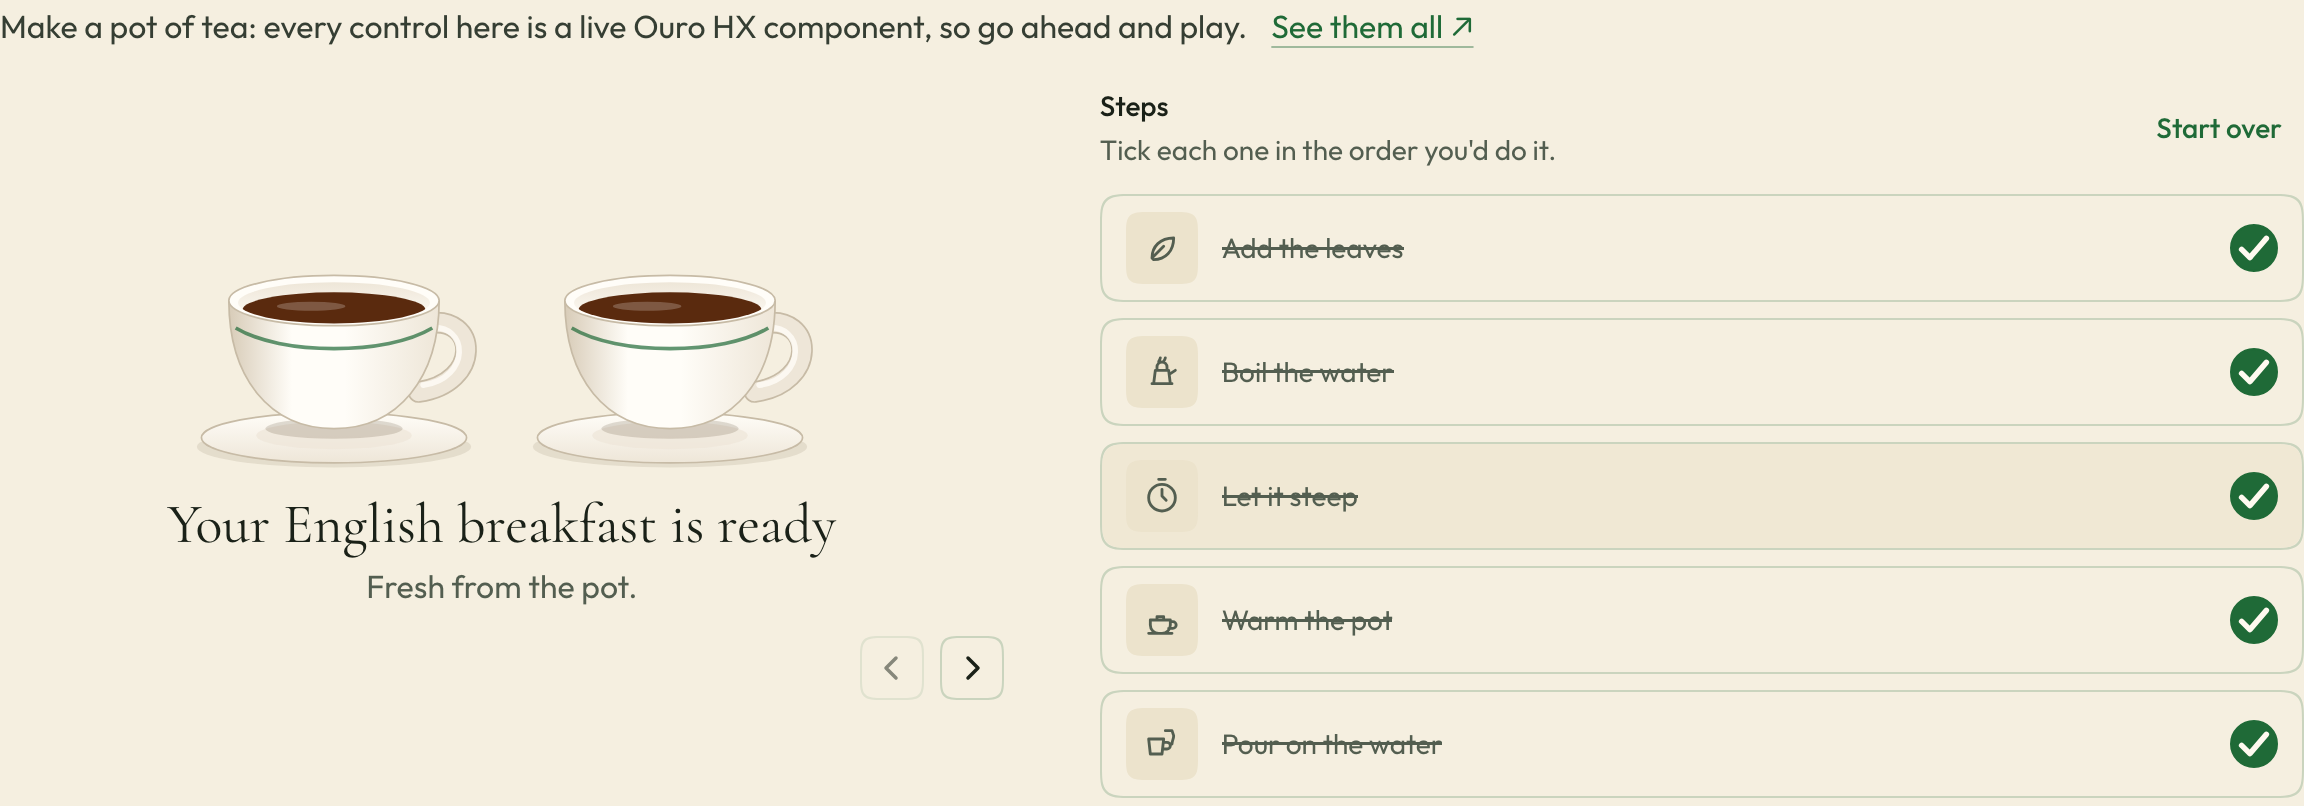 Make a pot of tea: every control here is a live Ouro HX component, so go ahead and play. See them all ↗
Steps
Tick each one in the order you'd do it.
Start over
Add the leaves
Boil the water
Let it steep
Warm the pot
Pour on the water
Your English breakfast is ready
Fresh from the pot.